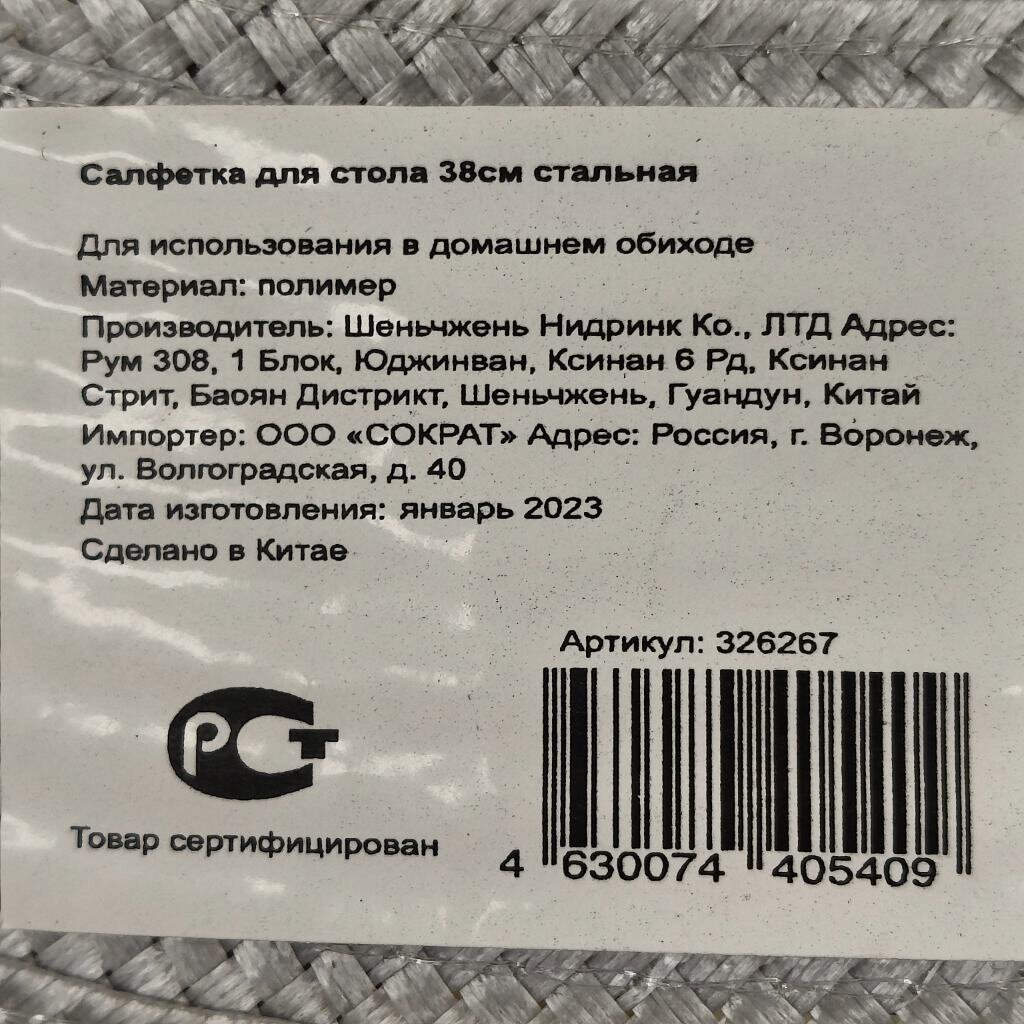 Салфетка для стола 38см стальная
Для использования в домашнем обиходе
Материал: полимер
Производитель: Шеньчжень Нидринк Ко., ЛТД Адрес:
Рум 308, 1 Блок, Юджинван, Ксинан 6 Рд, Ксинан
Стрит, Баоян Дистрикт, Шеньчжень, Гуандун, Китай
Импортер: ООО «СОКРАТ» Адрес: Россия, г. Воронеж,
ул. Волгоградская, д. 40
Дата изготовления: январь 2023
Сделано в Китае
Артикул: 326267
РСТ
Товар сертифицирован
4 630074 405409